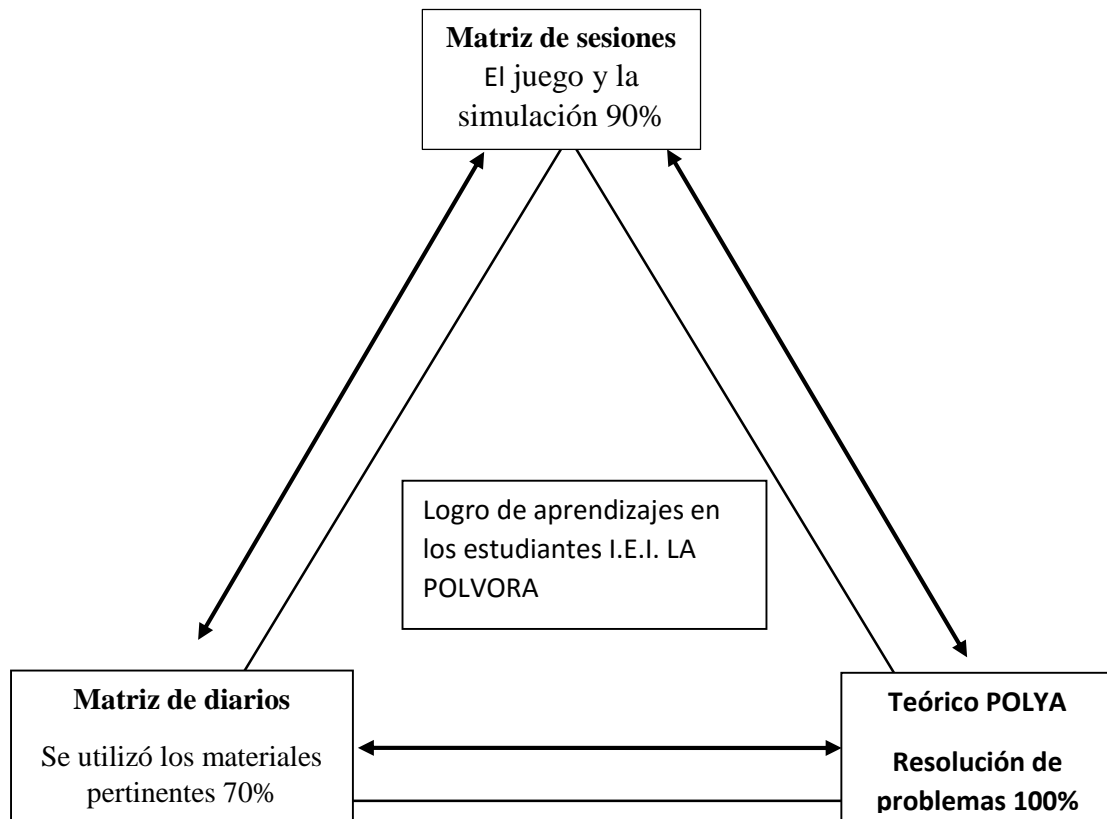 Matriz de sesiones
El juego y la
simulación 90%
Logro de aprendizajes en
los estudiantes I.E.I. LA
POLVORA
Matriz de diarios
Se utilizó los materiales
pertinentes 70%
Teórico POLYA
Resolución de
problemas 100%